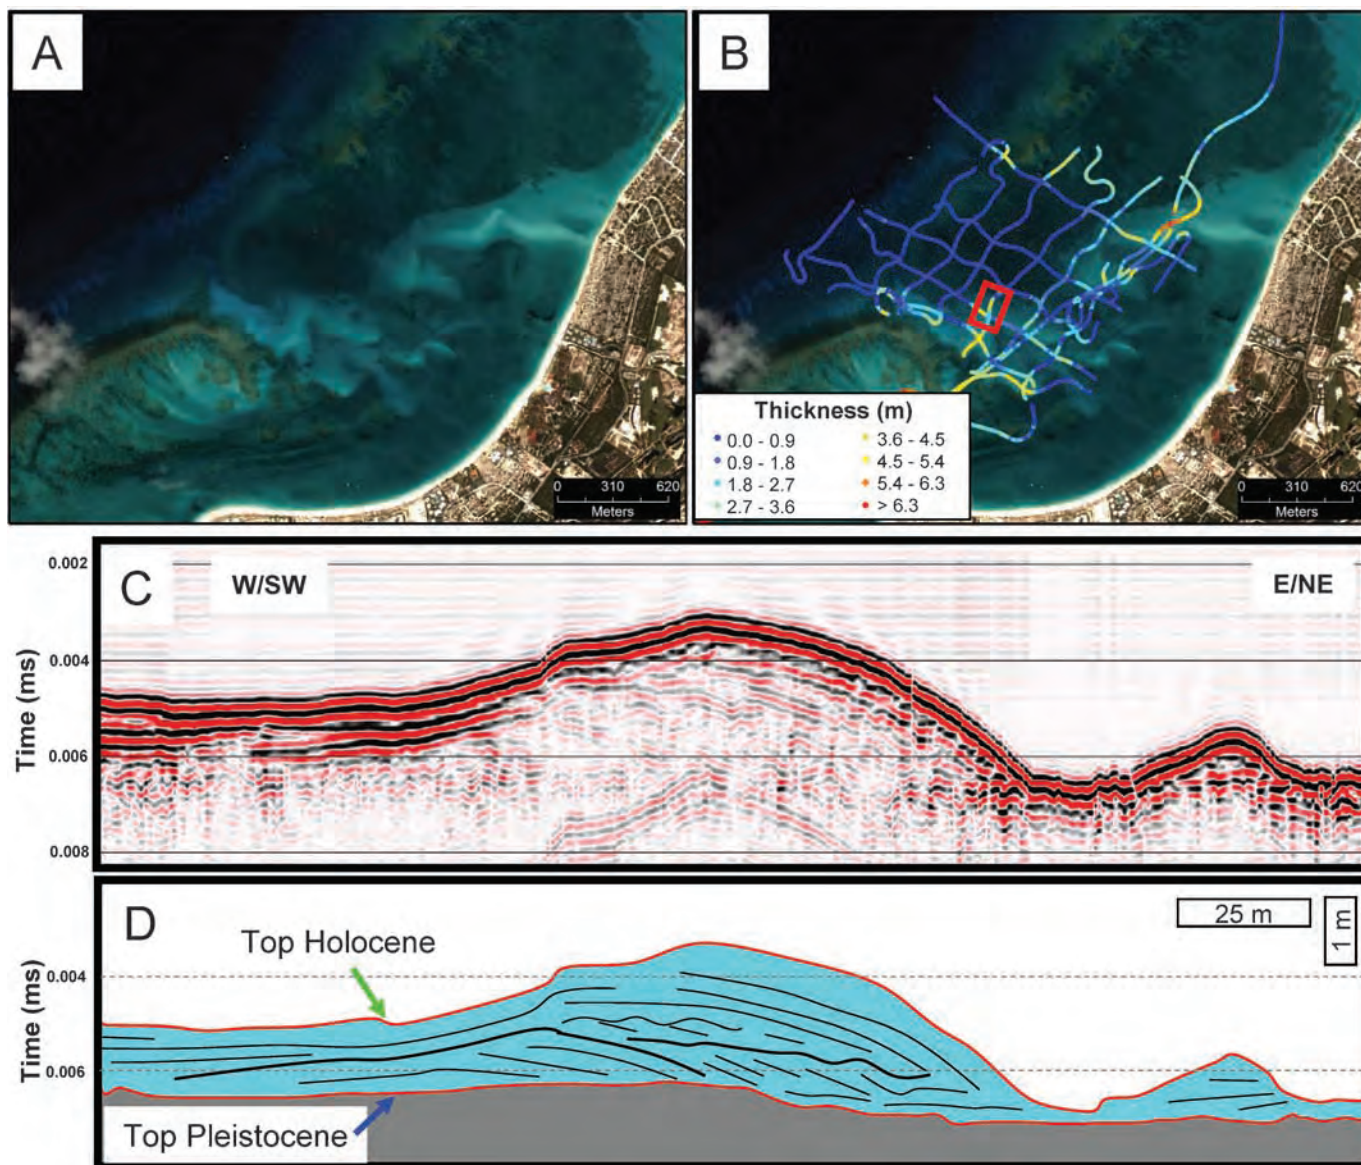 A
0 310 620
Meters
B
Thickness (m)
0.0 - 0.9
0.9 - 1.8
1.8 - 2.7
2.7 - 3.6
3.6 - 4.5
4.5 - 5.4
5.4 - 6.3
> 6.3
0 310 620
Meters
C
W/SW
E/NE
Time (ms)
0.002
0.004
0.006
0.008
D
25 m
1 m
Top Holocene
Time (ms)
0.004
0.006
Top Pleistocene